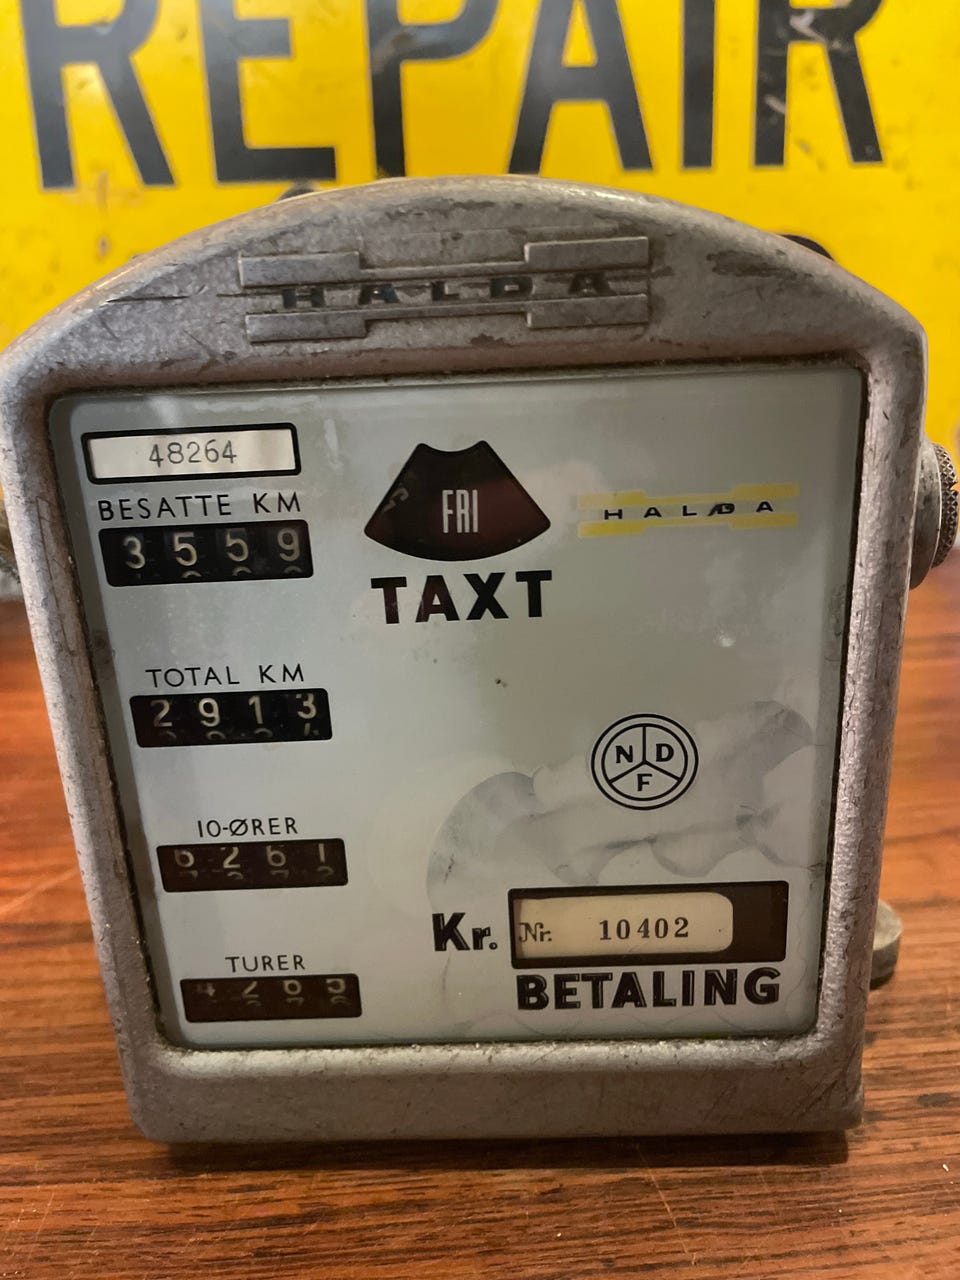 REPAIR
HALDA
48264
BESATTE KM
3559
FRI
TAXT
HALDA
TOTAL KM
2913
NDF
10-ØRER
6261
Kr.
Nr. 10402
BETALING
TURER